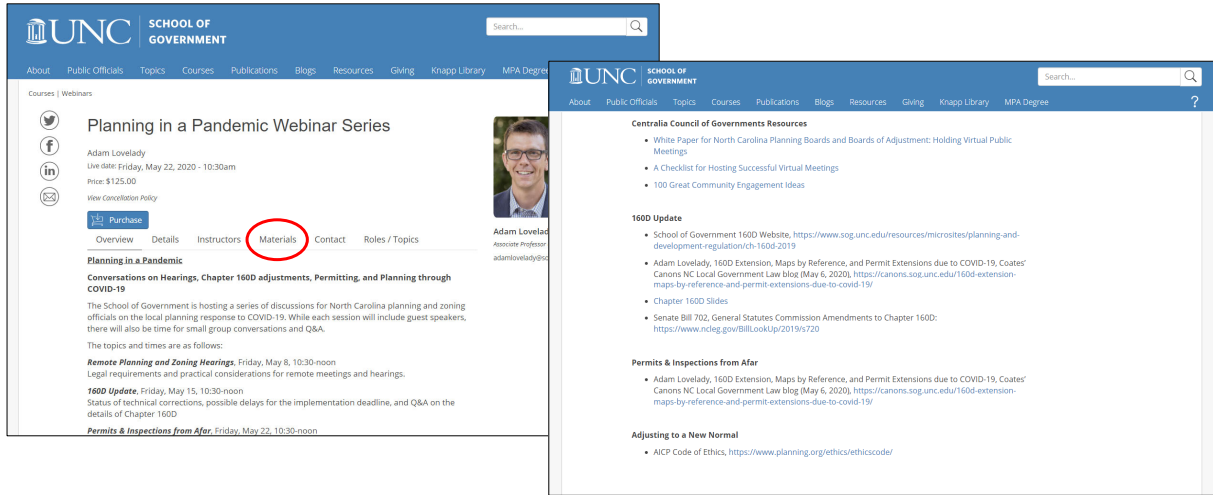 UNC
SCHOOL OF
GOVERNMENT
Search...
About Public Officials Topics Courses Publications Blogs Resources Giving Knapp Library MPA Degree
Courses | Webinars
Planning in a Pandemic Webinar Series
Adam Lovelady
Live date: Friday, May 22, 2020 - 10:30am
Price: $125.00
View Cancellation Policy
Purchase
Overview Details Instructors Materials Contact Roles / Topics
Planning in a Pandemic
Conversations on Hearings, Chapter 160D adjustments, Permitting, and Planning through
COVID-19
The School of Government is hosting a series of discussions for North Carolina planning and zoning
officials on the local planning response to COVID-19. While each session will include guest speakers,
there will also be time for small group conversations and Q&A.
The topics and times are as follows:
Remote Planning and Zoning Hearings, Friday, May 8, 10:30-noon
Legal requirements and practical considerations for remote meetings and hearings.
160D Update, Friday, May 15, 10:30-noon
Status of technical corrections, possible delays for the implementation deadline, and Q&A on the
details of Chapter 160D
Permits & Inspections from Afar, Friday, May 22, 10:30-noon
Adam Lovelad
Associate Professor
adamlovelady@so
UNC
SCHOOL OF
GOVERNMENT
Search...
About Public Officials Topics Courses Publications Blogs Resources Giving Knapp Library MPA Degree ?
Centralia Council of Governments Resources
• White Paper for North Carolina Planning Boards and Boards of Adjustment: Holding Virtual Public
Meetings
• A Checklist for Hosting Successful Virtual Meetings
• 100 Great Community Engagement Ideas
160D Update
• School of Government 160D Website, https://www.sog.unc.edu/resources/microsites/planning-and-
development-regulation/ch-160d-2019
• Adam Lovelady, 160D Extension, Maps by Reference, and Permit Extensions due to COVID-19, Coates'
Canons NC Local Government Law blog (May 6, 2020), https://canons.sog.unc.edu/160d-extension-
maps-by-reference-and-permit-extensions-due-to-covid-19/
• Chapter 160D Slides
• Senate Bill 702, General Statutes Commission Amendments to Chapter 160D:
https://www.ncleg.gov/BillLookUp/2019/s720
Permits & Inspections from Afar
• Adam Lovelady, 160D Extension, Maps by Reference, and Permit Extensions due to COVID-19, Coates'
Canons NC Local Government Law blog (May 6, 2020), https://canons.sog.unc.edu/160d-extension-
maps-by-reference-and-permit-extensions-due-to-covid-19/
Adjusting to a New Normal
• AICP Code of Ethics, https://www.planning.org/ethics/ethicscode/